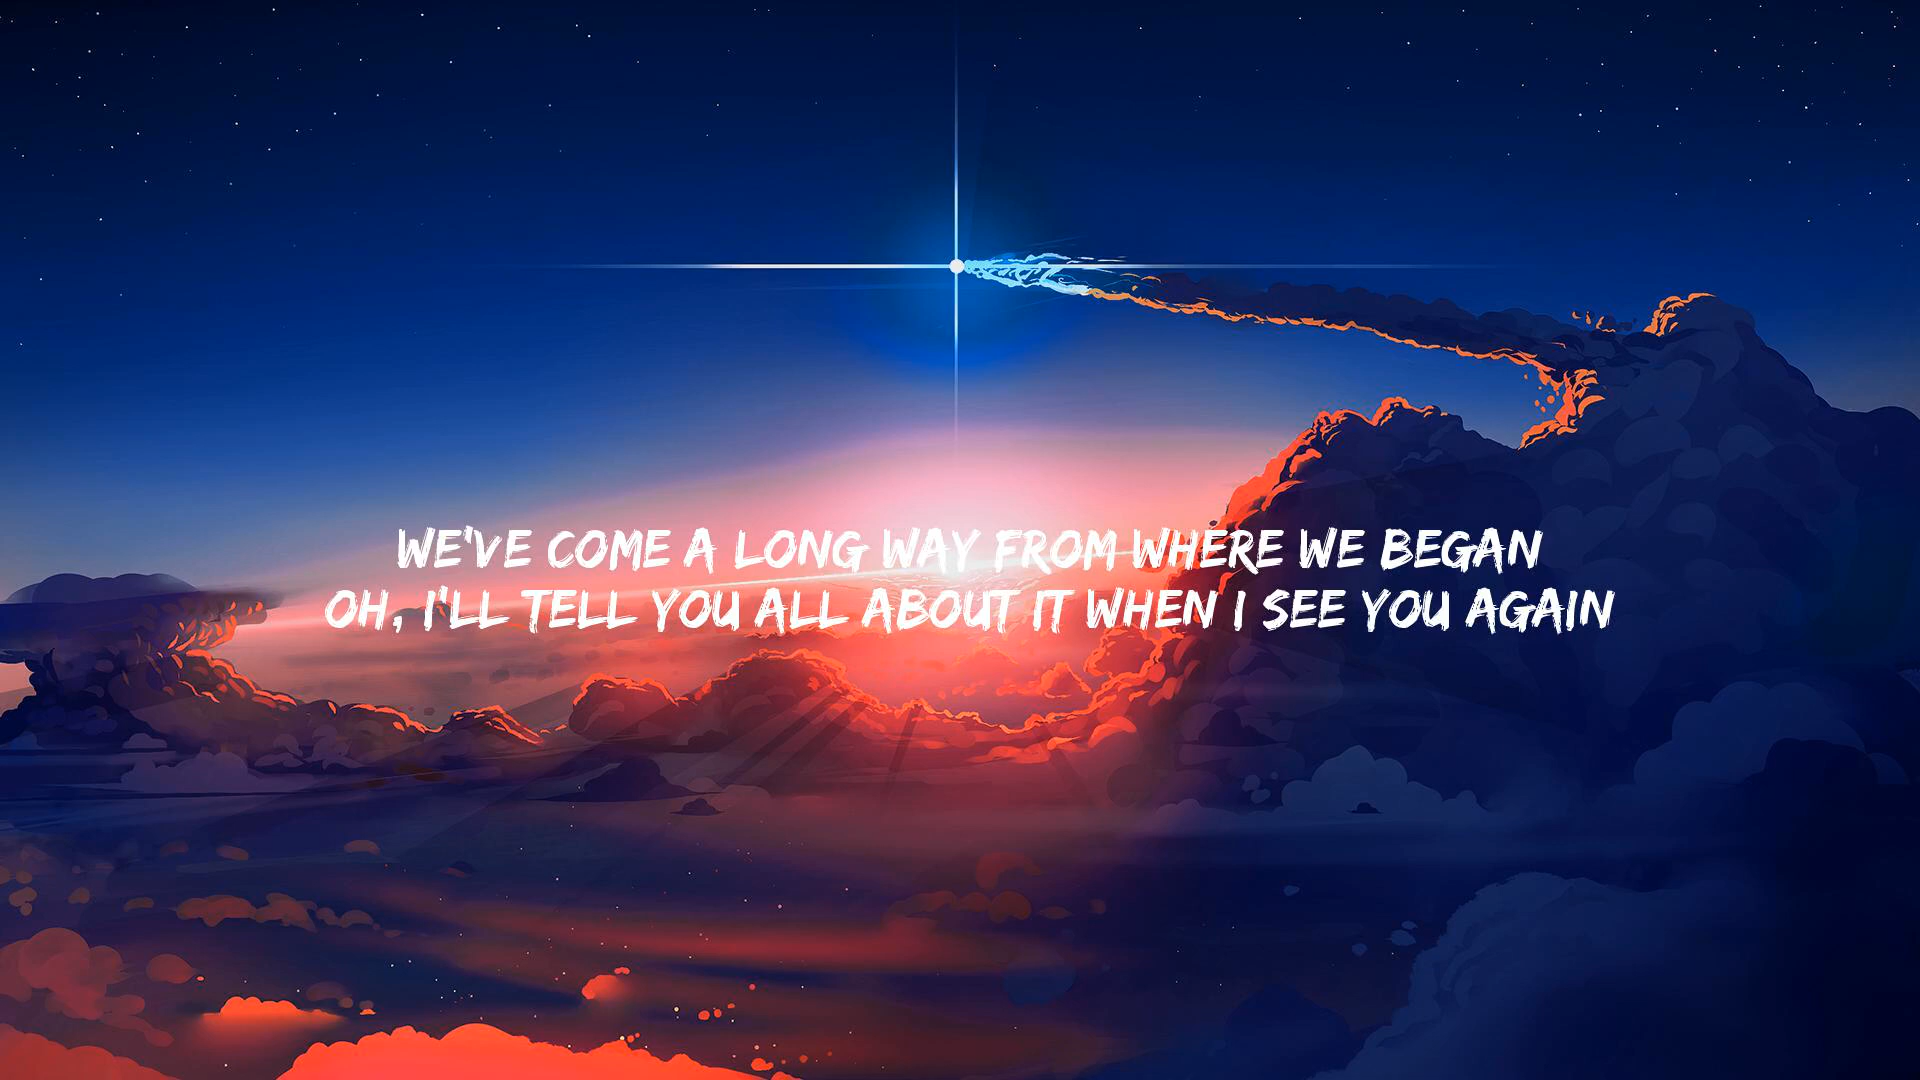 WE'VE COME A LONG WAY FROM WHERE WE BEGAN
OH, I'LL TELL YOU ALL ABOUT IT WHEN I SEE YOU AGAIN